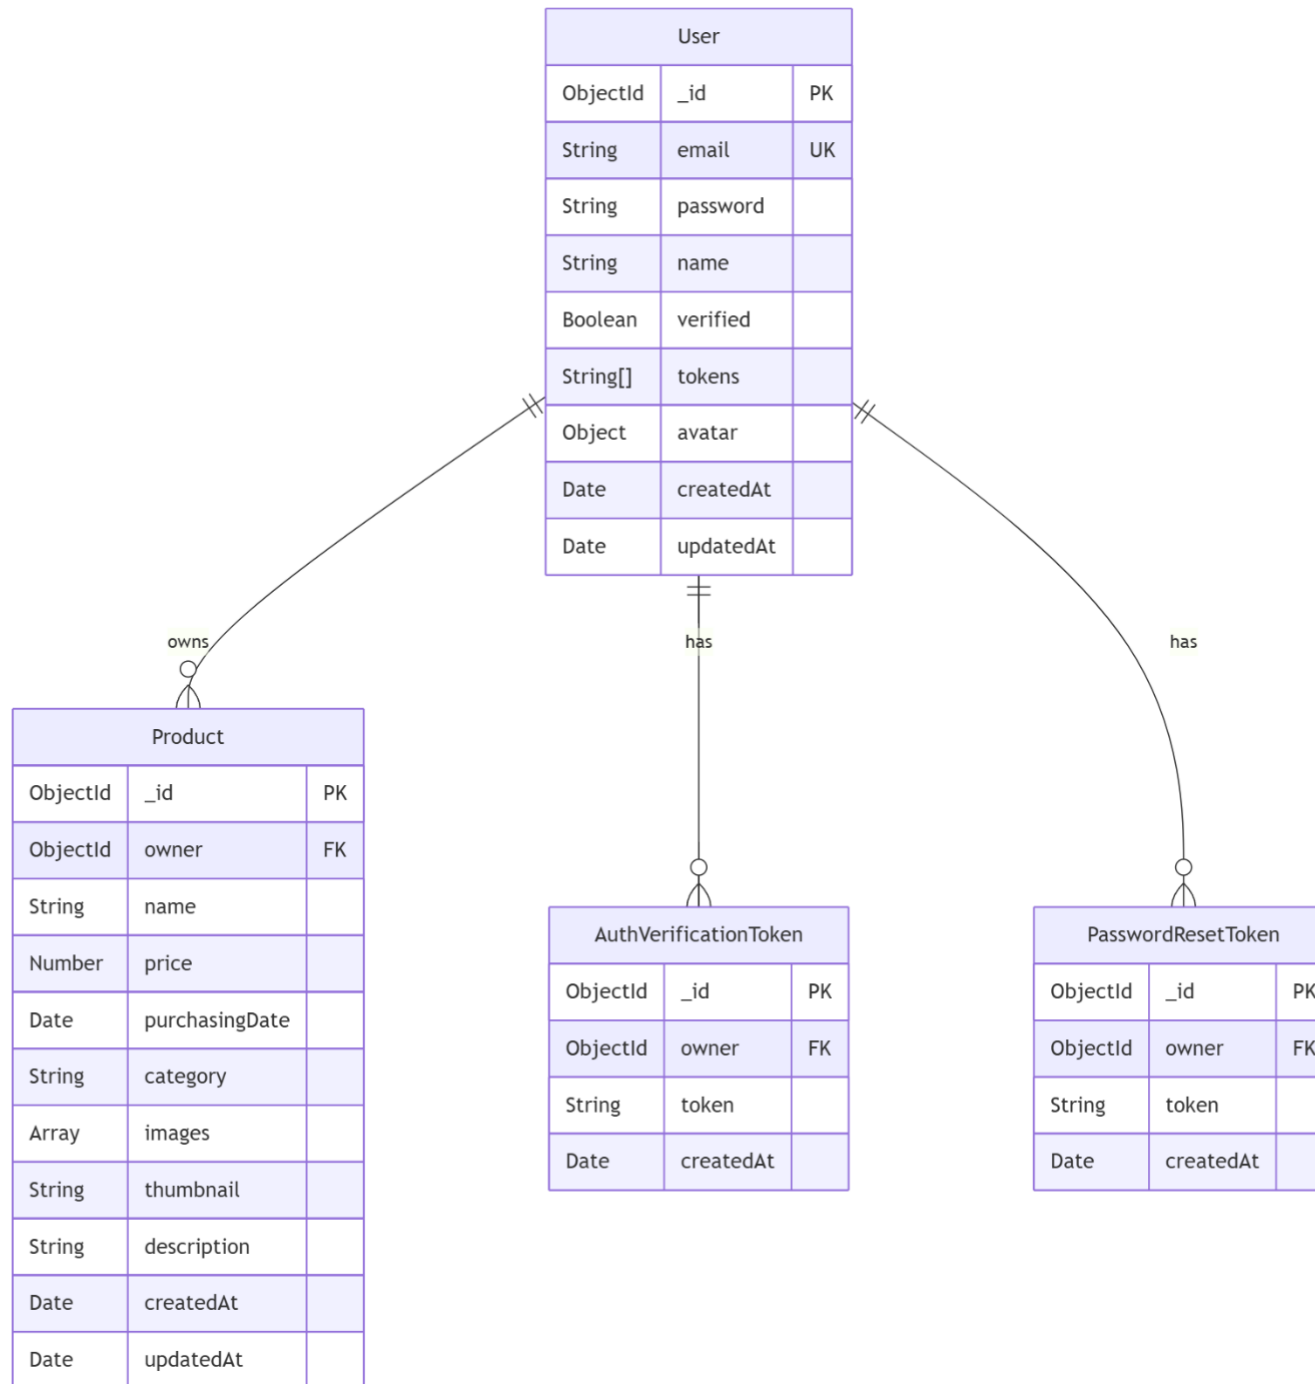 User
ObjectId _id PK
String email UK
String password
String name
Boolean verified
String[] tokens
Object avatar
Date createdAt
Date updatedAt
owns
has
has
Product
ObjectId _id PK
ObjectId owner FK
String name
Number price
Date purchasingDate
String category
Array images
String thumbnail
String description
Date createdAt
Date updatedAt
AuthVerificationToken
ObjectId _id PK
ObjectId owner FK
String token
Date createdAt
PasswordResetToken
ObjectId _id PK
ObjectId owner FK
String token
Date createdAt